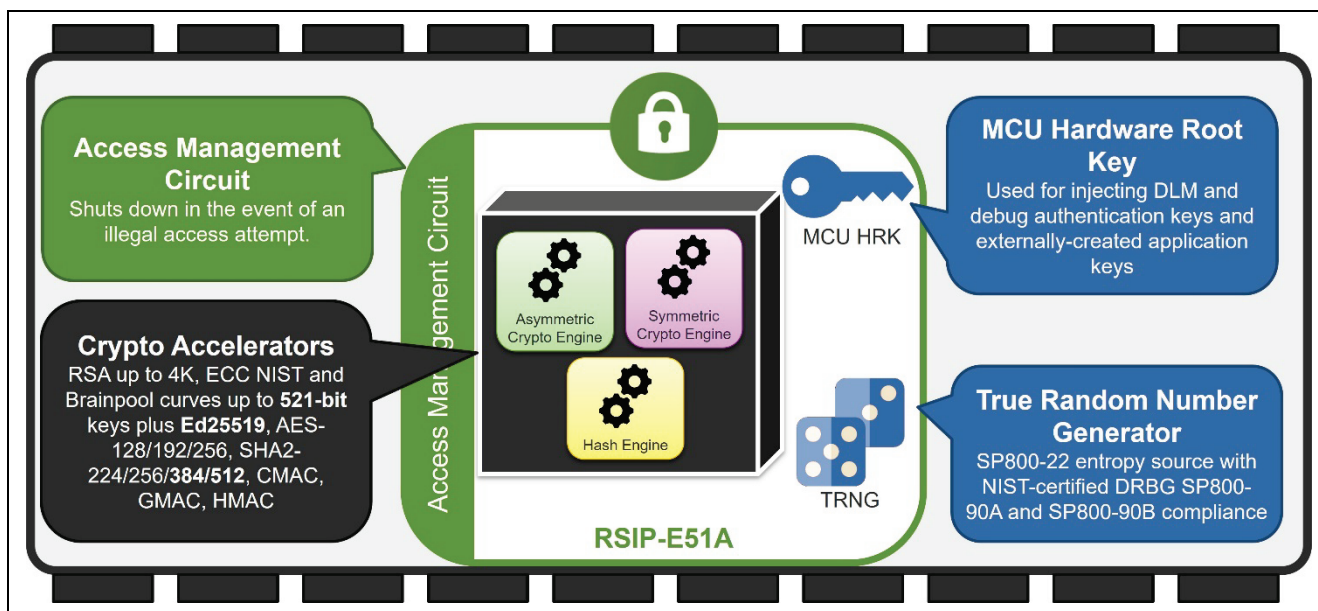 Access Management
Circuit
Shuts down in the event of an
illegal access attempt.
Crypto Accelerators
RSA up to 4K, ECC NIST and
Brainpool curves up to 521-bit
keys plus Ed25519, AES-
128/192/256, SHA2-
224/256/384/512, CMAC,
GMAC, HMAC
Access Management Circuit
Asymmetric
Crypto Engine
Symmetric
Crypto Engine
Hash Engine
MCU HRK
TRNG
RSIP-E51A
MCU Hardware Root
Key
Used for injecting DLM and
debug authentication keys and
externally-created application
keys
True Random Number
Generator
SP800-22 entropy source with
NIST-certified DRBG SP800-
90A and SP800-90B compliance